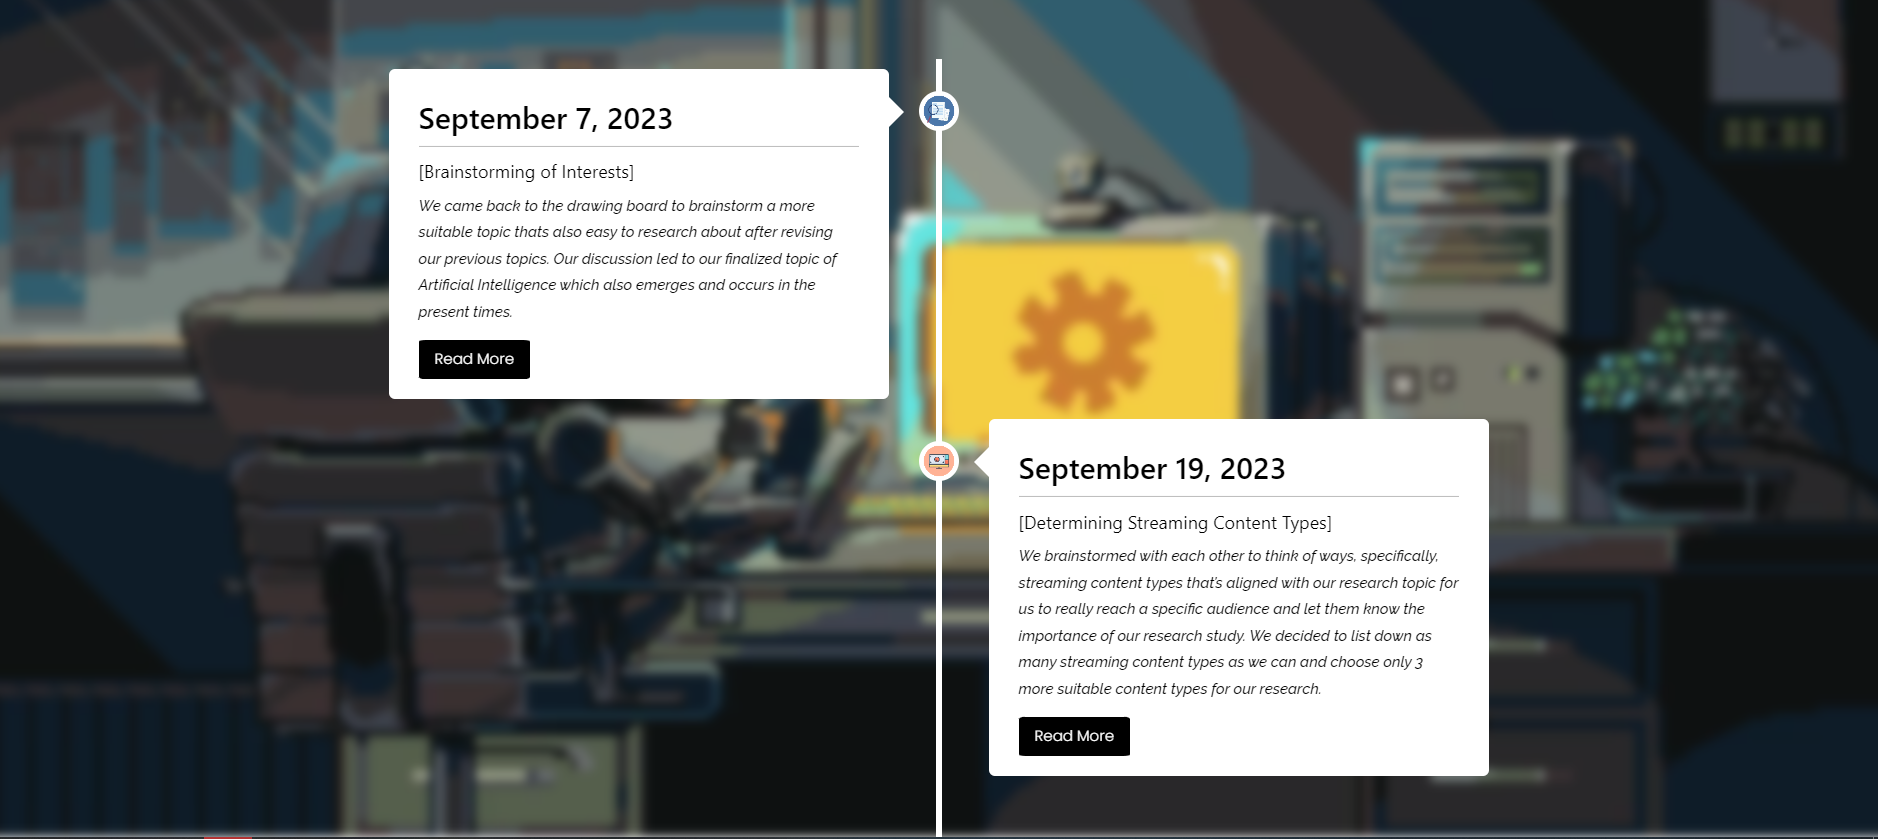 September 7, 2023
[Brainstorming of Interests]
We came back to the drawing board to brainstorm a more
suitable topic thats also easy to research about after revising
our previous topics. Our discussion led to our finalized topic of
Artificial Intelligence which also emerges and occurs in the
present times.
Read More
September 19, 2023
[Determining Streaming Content Types]
We brainstormed with each other to think of ways, specifically,
streaming content types that's aligned with our research topic for
us to really reach a specific audience and let them know the
importance of our research study. We decided to list down as
many streaming content types as we can and choose only 3
more suitable content types for our research.
Read More